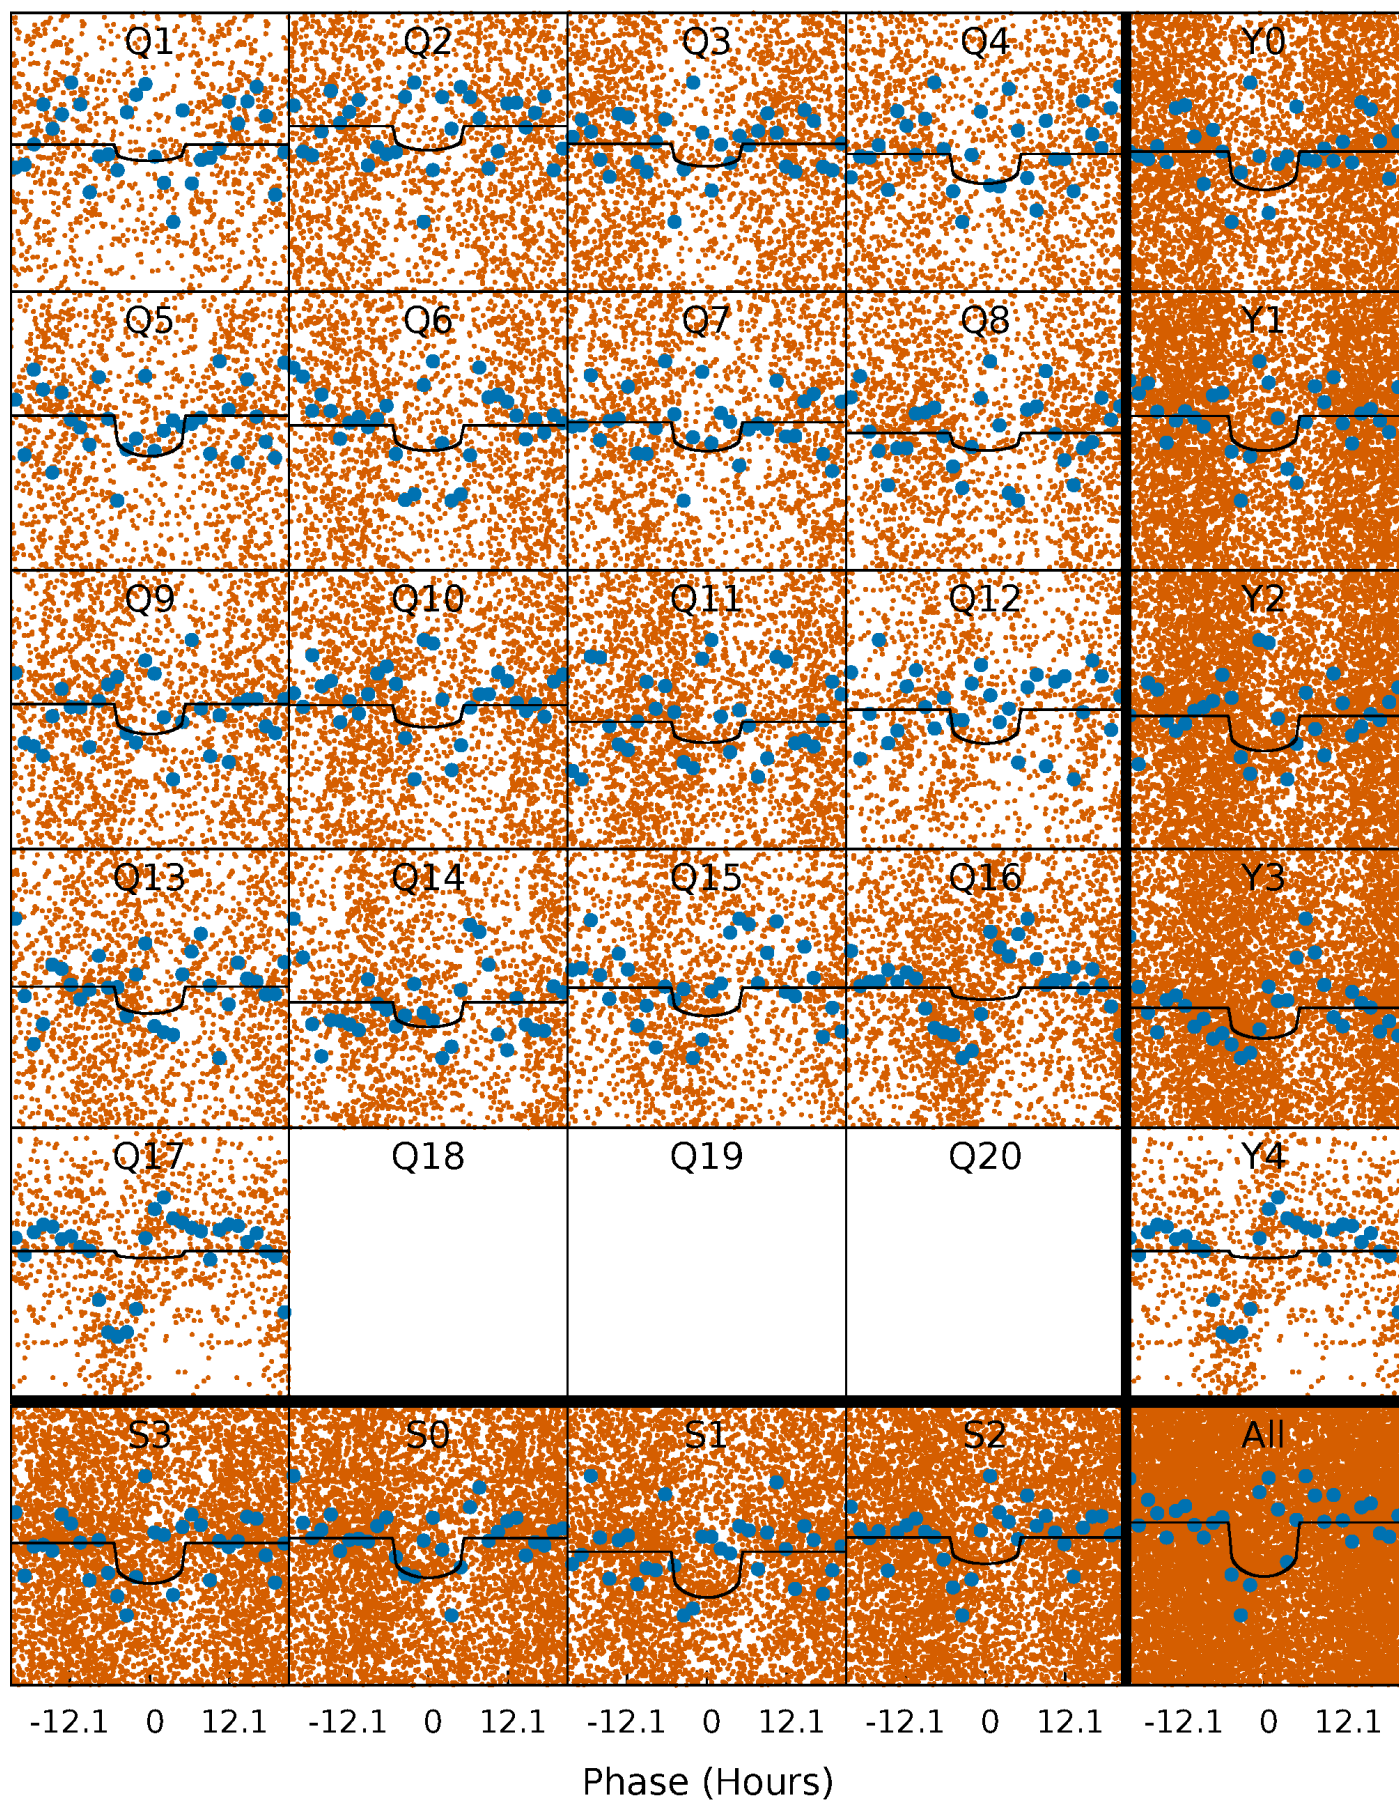 Q1 Q2 Q3 Q4 Y0
Q5 Q6 Q7 Q8 Y1
Q9 Q10 Q11 Q12 Y2
Q13 Q14 Q15 Q16 Y3
Q17 Q18 Q19 Q20 Y4
S3 S0 S1 S2 All
-12.1 0 12.1 -12.1 0 12.1 -12.1 0 12.1 -12.1 0 12.1 -12.1 0 12.1
Phase (Hours)